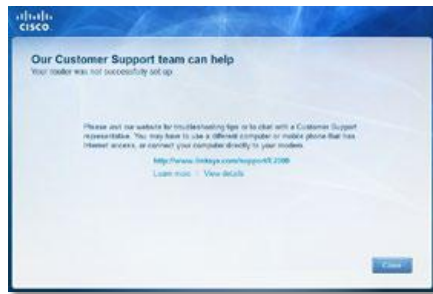 cisco
Our Customer Support team can help
Your router was not successfully set up
Please visit our website for troubleshooting tips or to chat with a Customer Support
representative. You may have to use a different computer or mobile phone that has
Internet access, or connect your computer directly to your modem.
Learn more | View details
Close